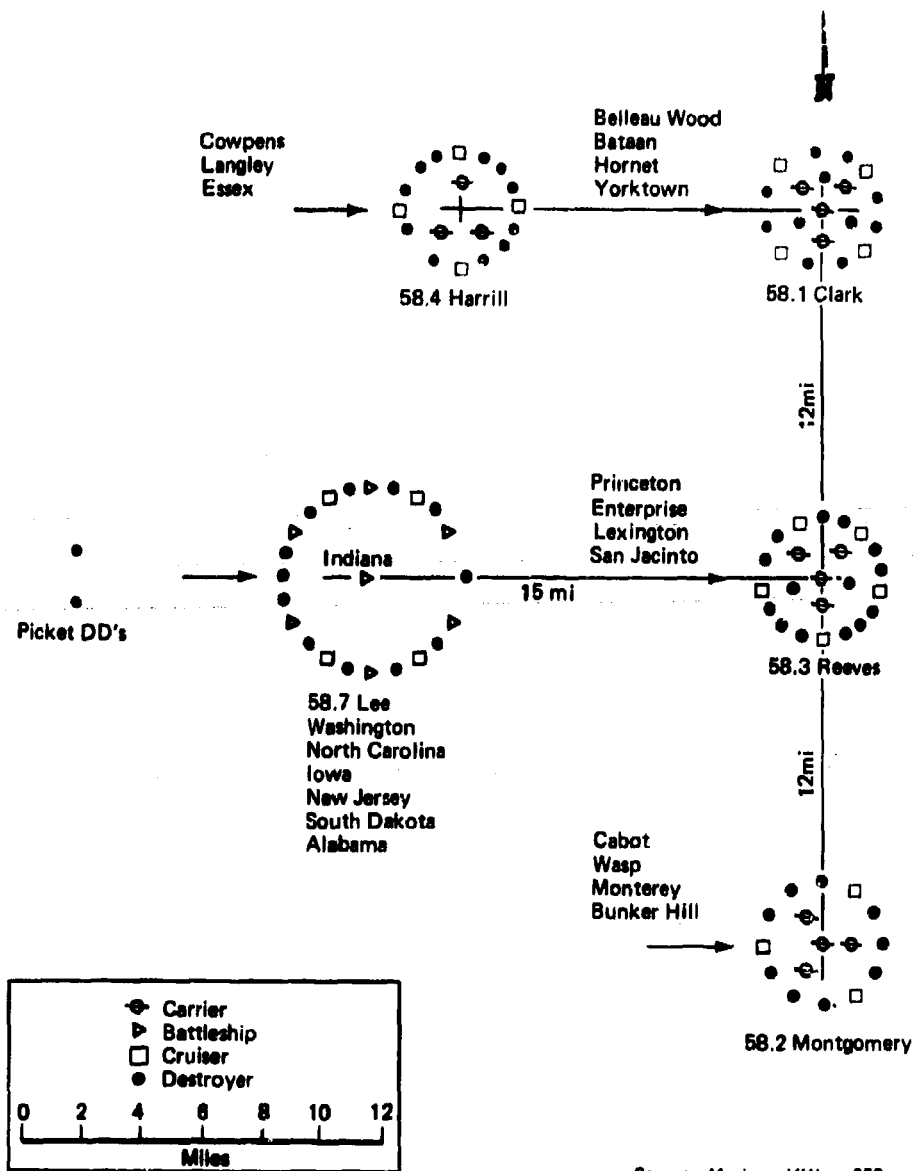 N
Cowpens
Langley
Essex
Belleau Wood
Bataan
Hornet
Yorktown
58.4 Harrill
58.1 Clark
12mi
Picket DD's
Indiana
Princeton
Enterprise
Lexington
San Jacinto
15 mi
58.3 Reeves
58.7 Lee
Washington
North Carolina
Iowa
New Jersey
South Dakota
Alabama
12mi
Cabot
Wasp
Monterey
Bunker Hill
58.2 Montgomery
Carrier
Battleship
Cruiser
Destroyer
0 2 4 6 8 10 12
Miles